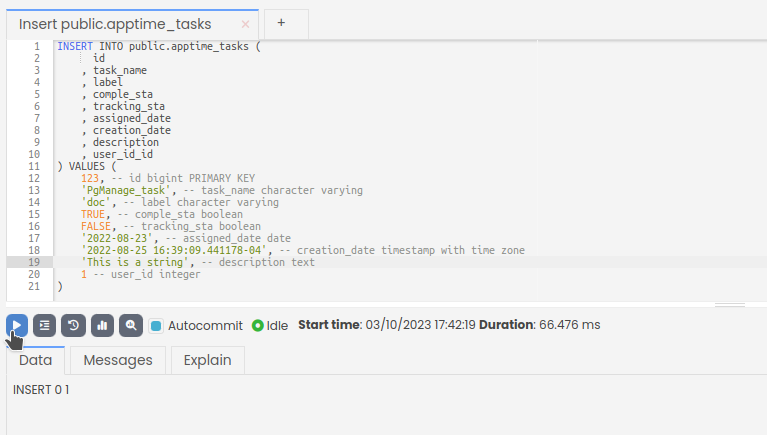 Insert public.apptime_tasks × +
1 INSERT INTO public.apptime_tasks (
2 id
3 , task_name
4 , label
5 , comple_sta
6 , tracking_sta
7 , assigned_date
8 , creation_date
9 , description
10 , user_id_id
11 ) VALUES (
12 123, -- id bigint PRIMARY KEY
13 'PgManage_task', -- task_name character varying
14 'doc', -- label character varying
15 TRUE, -- comple_sta boolean
16 FALSE, -- tracking_sta boolean
17 '2022-08-23', -- assigned_date date
18 '2022-08-25 16:39:09.441178-04', -- creation_date timestamp with time zone
19 'This is a string', -- description text
20 1 -- user_id integer
21 )
Autocommit Idle Start time: 03/10/2023 17:42:19 Duration: 66.476 ms
Data Messages Explain
INSERT 0 1